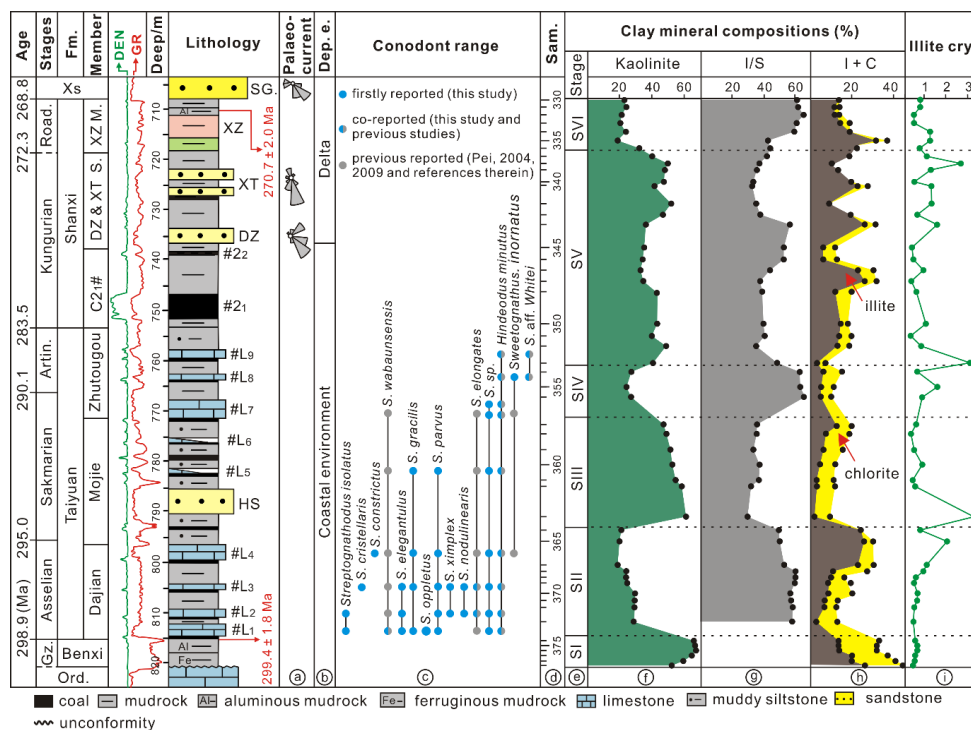 Age
Stages
Fm.
Member
DEN
GR
Deep/m
Lithology
Palaeo-
current
Dep. e.
Conodont range
Sam.
Stage
Clay mineral compositions (%)
Kaolinite
I/S
I + C
Illite cry
20 40 60
20 40 60
20 40
1 2 3
268.8
272.3
283.5
290.1
295.0
298.9 (Ma)
Xs
Road.
Kungurian
Artin.
Sakmarian
Asselian
Gz.
Ord.
Shanxi
Taiyuan
Benxi
XZ M.
DZ & XT S.
C21#
Zhutougou
Mojie
Dajian
710
720
730
740
750
760
770
780
790
800
810
820
SG.
Al
XZ
XT
DZ
#2₂
#2₁
#L₉
#L₈
#L₇
#L₆
#L₅
HS
#L₄
#L₃
#L₂
#L₁
Al
Fe
270.7 ± 2.0 Ma
299.4 ± 1.8 Ma
Delta
Coastal environment
firstly reported (this study)
co-reported (this study and
previous studies)
previous reported (Pei, 2004,
2009 and references therein)
Streptognathodus isolatus
S. cristellaris
S. constrictus
S. wabaunsensis
S. elegantulus
S. gracilis
S. oppletus
S. parvus
S. ximplex
S. nodulinearis
S. elongates
S. sp.
Hindeodus minutus
Sweetognathus. inornatus
S. aff. Whitei
330
335
340
345
350
355
360
365
370
375
SVI
SV
SIV
SIII
SII
SI
illite
chlorite
a b c d e f g h i
coal mudrock Al aluminous mudrock Fe ferruginous mudrock limestone muddy siltstone sandstone
unconformity